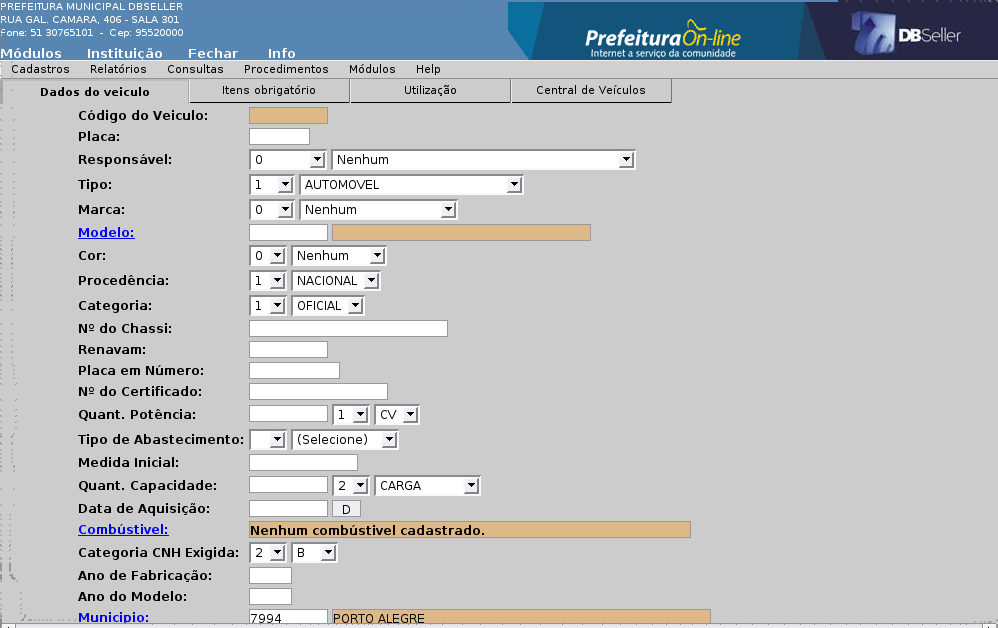 PREFEITURA MUNICIPAL DBSELLER
RUA GAL. CAMARA, 406 - SALA 301
Fone: 51 30765101 - Cep: 95520000
Módulos Instituição Fechar Info
Prefeitura On-line
Internet a serviço da comunidade
DBSeller
Cadastros Relatórios Consultas Procedimentos Módulos Help
Dados do veiculo Itens obrigatório Utilização Central de Veículos
Código do Veiculo:
Placa:
Responsável: 0 Nenhum
Tipo: 1 AUTOMOVEL
Marca: 0 Nenhum
Modelo:
Cor: 0 Nenhum
Procedência: 1 NACIONAL
Categoria: 1 OFICIAL
Nº do Chassi:
Renavam:
Placa em Número:
Nº do Certificado:
Quant. Potência: 1 CV
Tipo de Abastecimento: (Selecione)
Medida Inicial:
Quant. Capacidade: 2 CARGA
Data de Aquisição: D
Combústivel: Nenhum combústivel cadastrado.
Categoria CNH Exigida: 2 B
Ano de Fabricação:
Ano do Modelo:
Municipio: 7994 PORTO ALEGRE